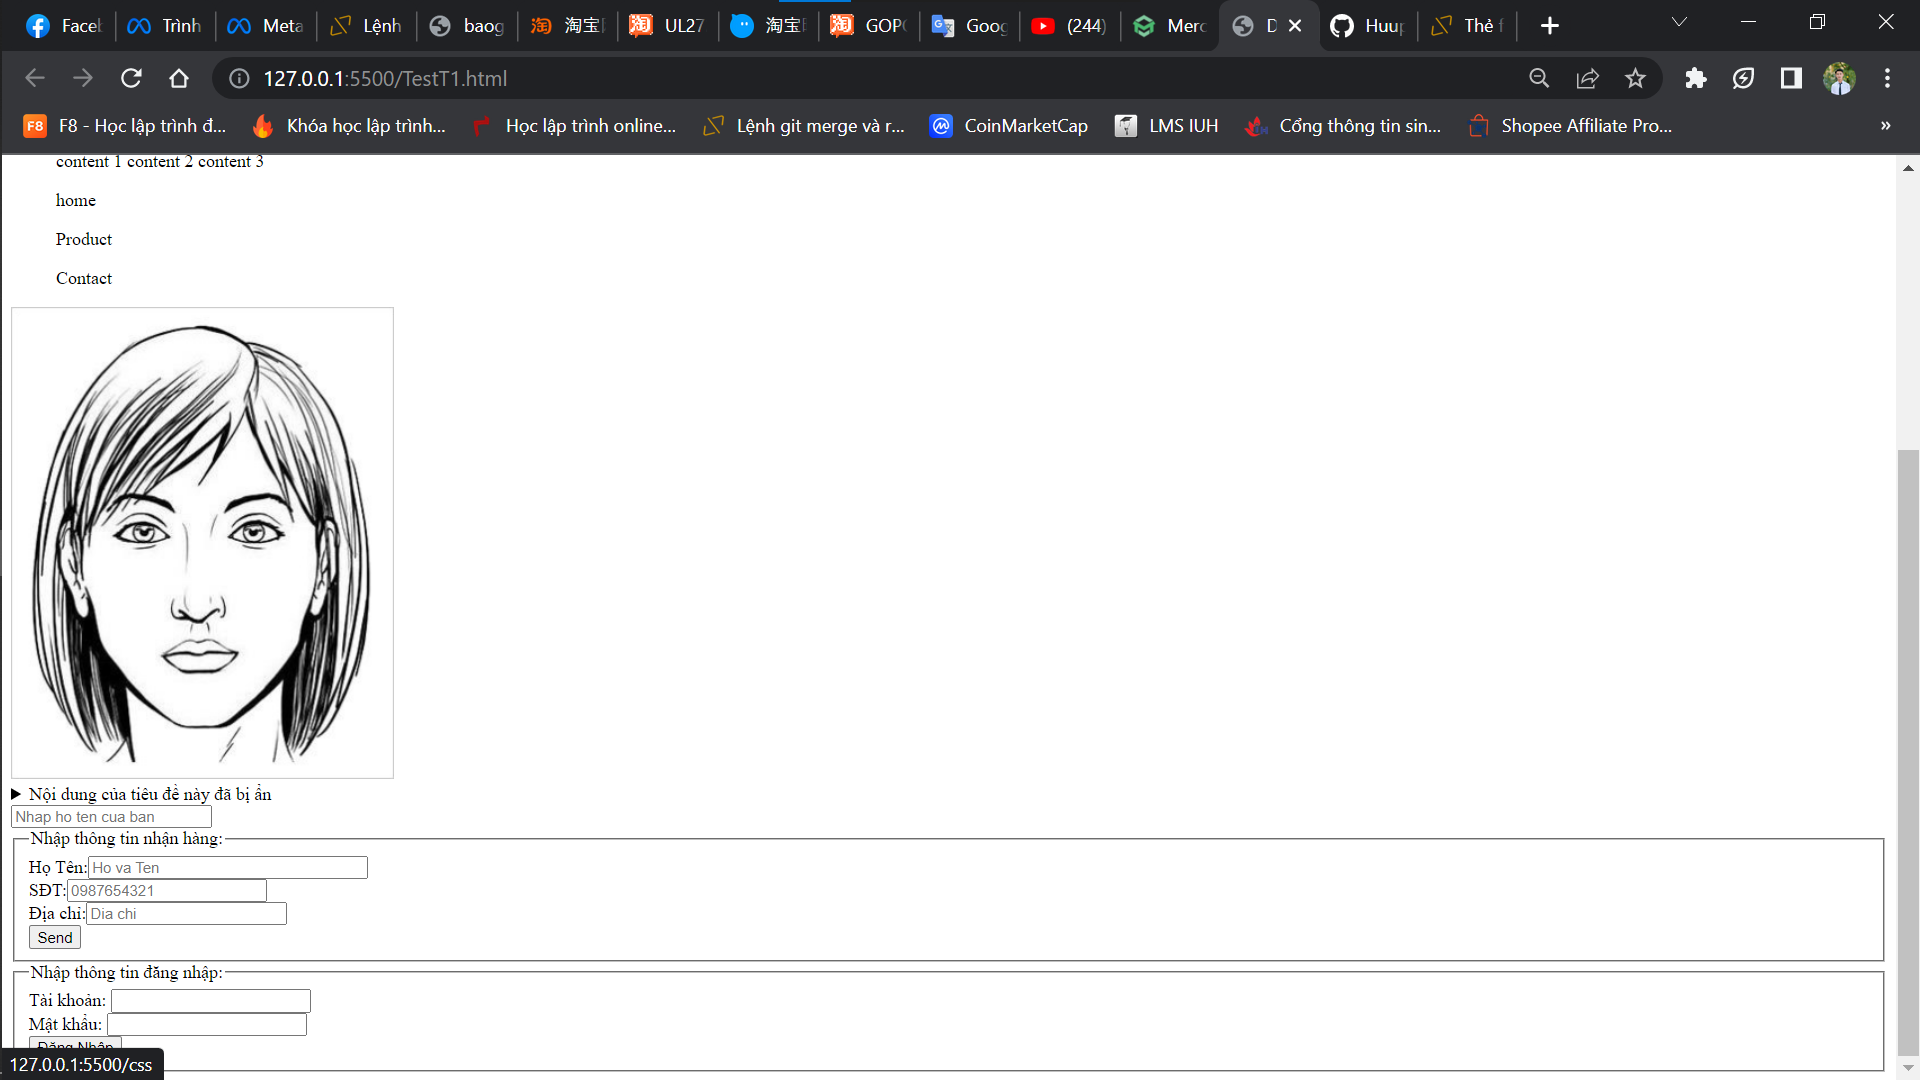 Faceb
Trình
Meta
Lệnh
baog
淘宝
UL27
淘宝
GOPO
Goog
(244)
Merc
D
Huup
Thẻ f
127.0.0.1:5500/TestT1.html
F8 - Học lập trình đ...
Khóa học lập trình...
Học lập trình online...
Lệnh git merge và r...
CoinMarketCap
LMS IUH
Cổng thông tin sin...
Shopee Affiliate Pro...
»
content 1 content 2 content 3
home
Product
Contact
Nội dung của tiêu đề này đã bị ẩn
Nhap ho ten cua ban
Nhập thông tin nhận hàng:
Họ Tên: Ho va Ten
SĐT: 0987654321
Địa chỉ: Dia chi
Send
Nhập thông tin đăng nhập:
Tài khoản:
Mật khẩu:
Đăng Nhập
127.0.0.1:5500/css